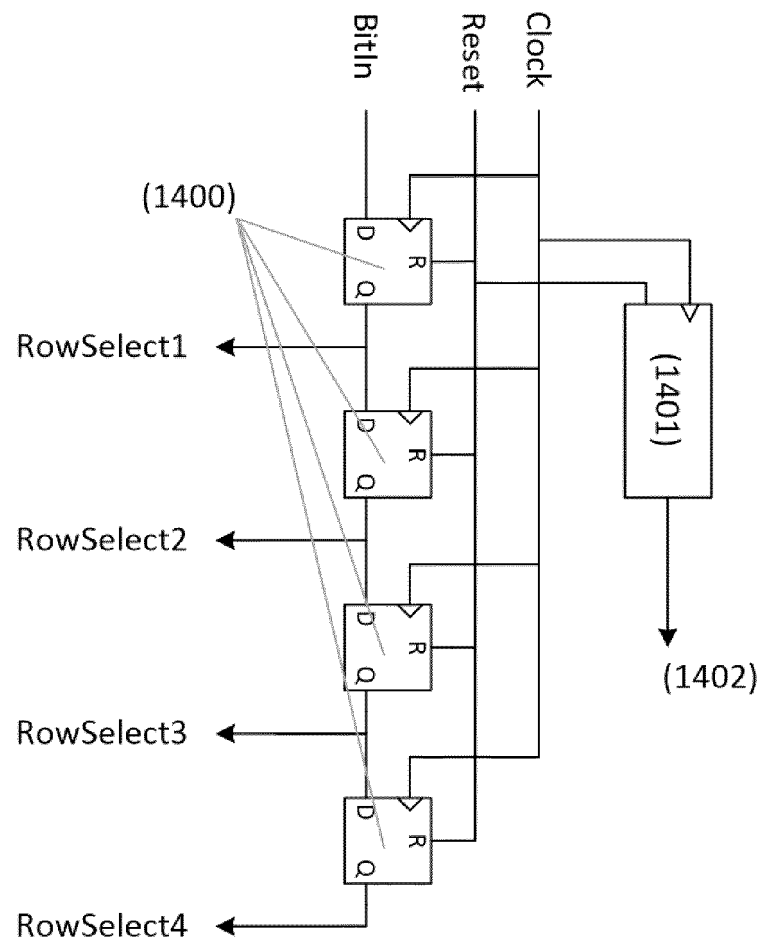 BitIn
Reset
Clock
(1400)
D
R
Q
RowSelect1
(1401)
D
R
Q
RowSelect2
(1402)
D
R
Q
RowSelect3
D
R
Q
RowSelect4